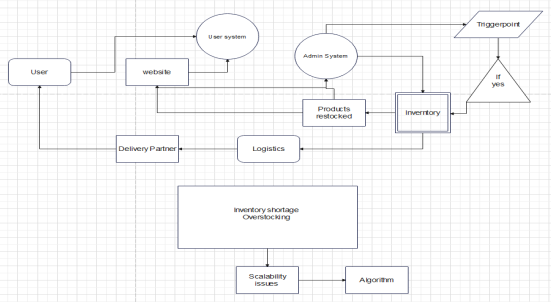 Triggerpoint
User system
Admin System
User
website
If
yes
Products
restocked
Inventory
Delivery Partner
Logistics
Inventory shortage
Overstocking
Scalability
issues
Algorithm